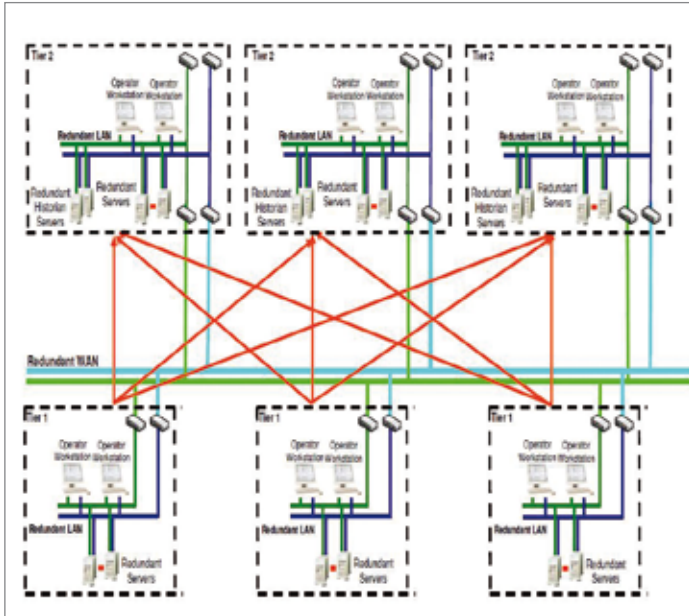 Tier 2
Operator
Workstation
Operator
Workstation
Redundant LAN
Redundant
Historian
Servers
Redundant
Servers
Tier 2
Operator
Workstation
Operator
Workstation
Redundant LAN
Redundant
Historian
Servers
Redundant
Servers
Tier 2
Operator
Workstation
Operator
Workstation
Redundant LAN
Redundant
Historian
Servers
Redundant
Servers
Redundant WAN
Tier 1
Operator
Workstation
Operator
Workstation
Redundant LAN
Redundant
Servers
Tier 1
Operator
Workstation
Operator
Workstation
Redundant LAN
Redundant
Servers
Tier 1
Operator
Workstation
Operator
Workstation
Redundant LAN
Redundant
Servers